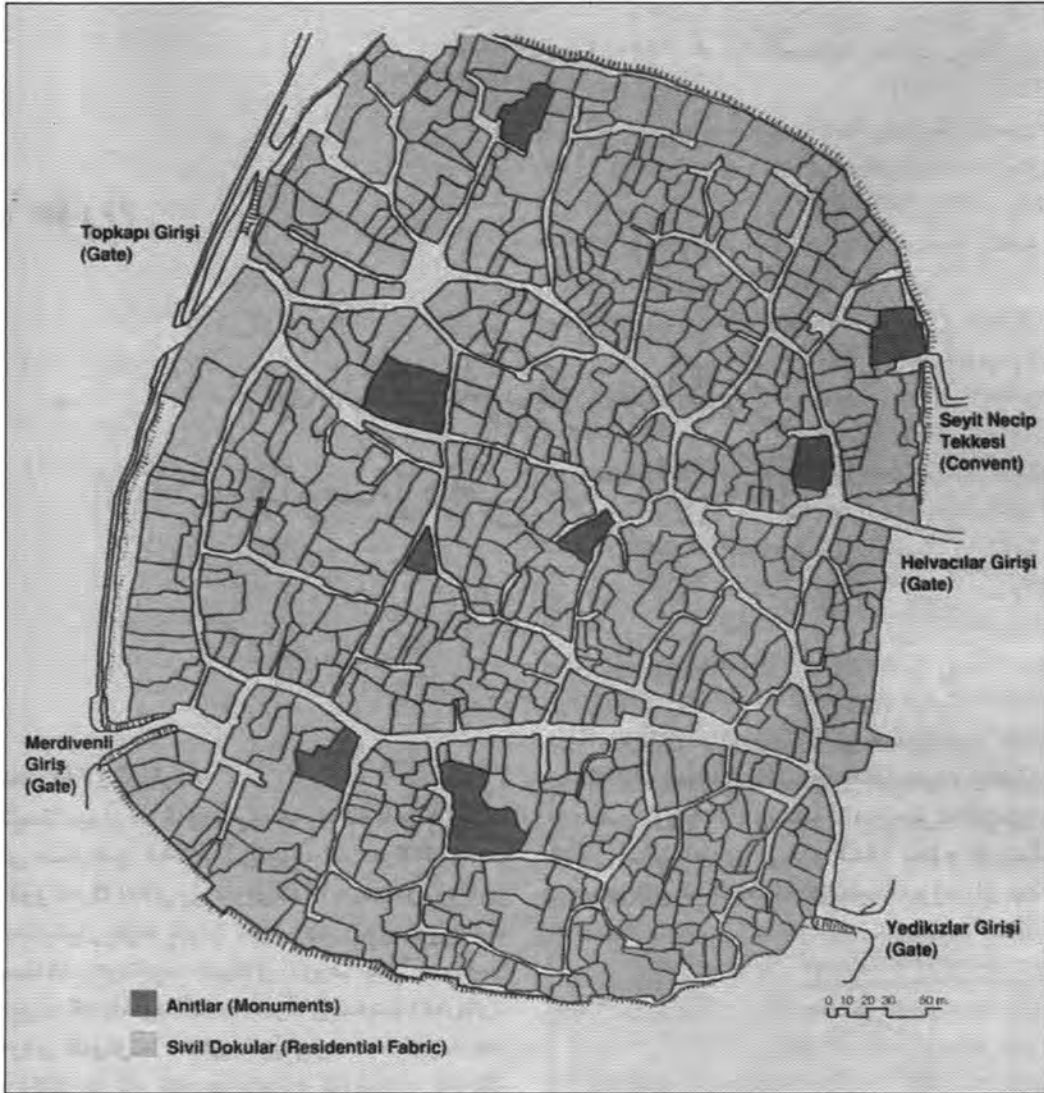 Topkapı Girişi
(Gate)
Seyit Necip
Tekkesi
(Convent)
Helvacılar Girişi
(Gate)
Merdivenli
Giriş
(Gate)
Yedikızlar Girişi
(Gate)
0 10 20 30 50 m.
Anıtlar (Monuments)
Sivil Dokular (Residential Fabric)